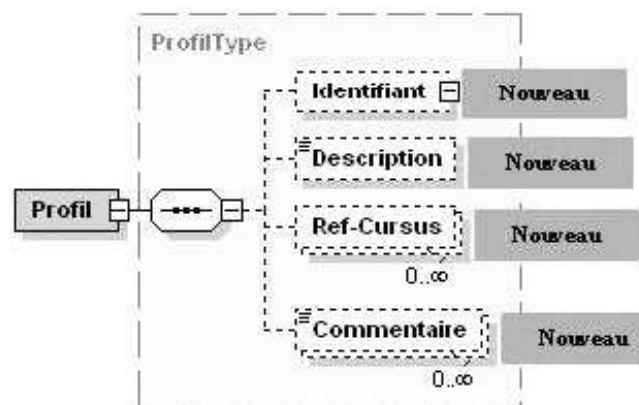 ProfilType
Identifiant Nouveau
Description Nouveau
Profil
Ref-Cursus Nouveau
0..∞
Commentaire Nouveau
0..∞